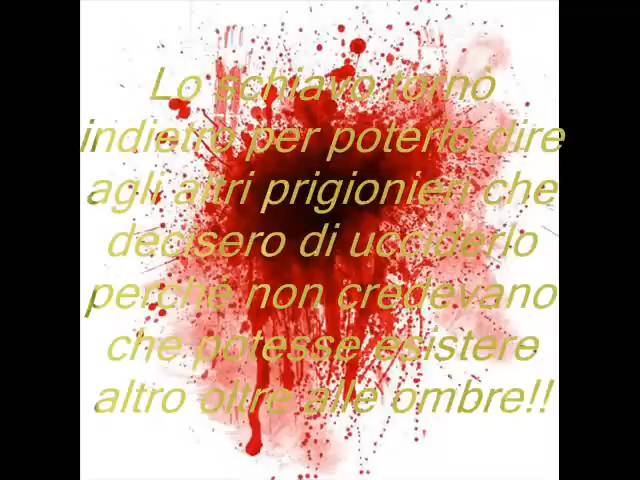 Lo schiavo tornò
indietro per poterlo dire
agli altri prigionieri che
decisero di ucciderlo
perchè non credevano
che potesse esistere
altro oltre alle ombre!!